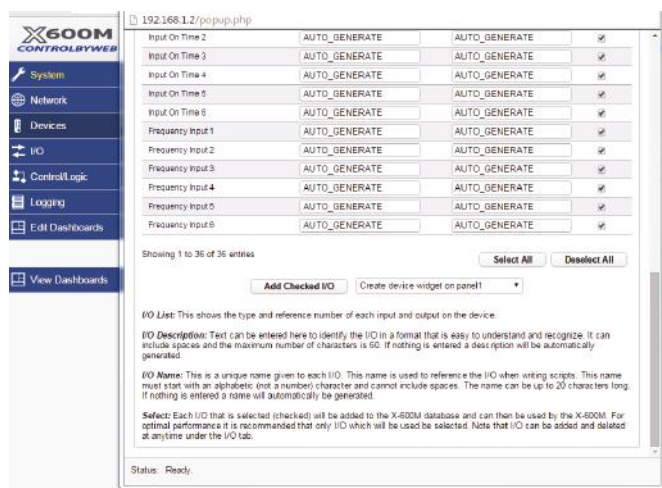 X600M
CONTROLBYWEB
System
Network
Devices
I/O
Control/Logic
Logging
Edit Dashboards
View Dashboards
192.168.1.2/popup.php
Input On Time 2 AUTO_GENERATE AUTO_GENERATE
Input On Time 3 AUTO_GENERATE AUTO_GENERATE
Input On Time 4 AUTO_GENERATE AUTO_GENERATE
Input On Time 5 AUTO_GENERATE AUTO_GENERATE
Input On Time 6 AUTO_GENERATE AUTO_GENERATE
Frequency Input 1 AUTO_GENERATE AUTO_GENERATE
Frequency Input 2 AUTO_GENERATE AUTO_GENERATE
Frequency Input 3 AUTO_GENERATE AUTO_GENERATE
Frequency Input 4 AUTO_GENERATE AUTO_GENERATE
Frequency Input 5 AUTO_GENERATE AUTO_GENERATE
Frequency Input 6 AUTO_GENERATE AUTO_GENERATE
Showing 1 to 36 of 36 entries
Select All Deselect All
Add Checked I/O Create device widget on panel1
I/O List: This shows the type and reference number of each input and output on the device.
I/O Description: Text can be entered here to identify the I/O in a format that is easy to understand and recognize. It can
include spaces and the maximum number of characters is 60. If nothing is entered a description will be automatically
generated.
I/O Name: This is a unique name given to each I/O. This name is used to reference the I/O when writing scripts. This name
must start with an alphabetic (not a number) character and cannot include spaces. The name can be up to 20 characters long.
If nothing is entered a name will automatically be generated.
Select: Each I/O that is selected (checked) will be added to the X-600M database and can then be used by the X-600M. For
optimal performance it is recommended that only I/O which will be used be selected. Note that I/O can be added and deleted
at anytime under the I/O tab.
Status: Ready.